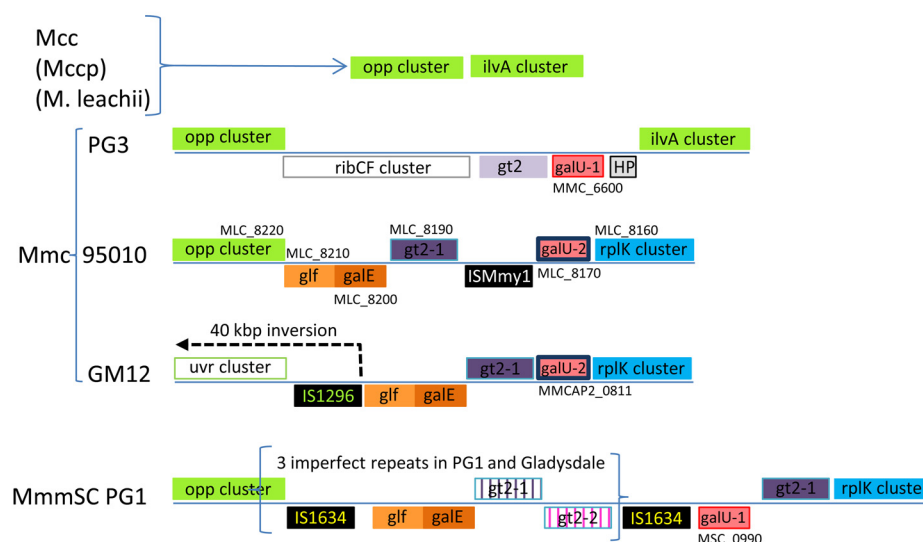 Mcc
(Mccp)
(M. leachii)
opp cluster ilvA cluster
PG3
opp cluster ilvA cluster
ribCF cluster gt2 galU-1 HP
MMC_6600
Mmc
95010
MLC_8220 MLC_8190 MLC_8160
opp cluster MLC_8210 gt2-1 galU-2 rplK cluster
glf galE ISMmy1 MLC_8170
MLC_8200
40 kbp inversion
GM12
uvr cluster gt2-1 galU-2 rplK cluster
IS1296 glf galE MMCAP2_0811
3 imperfect repeats in PG1 and Gladysdale
MmmSC PG1
opp cluster gt2-1 gt2-1 rplK cluste
IS1634 glf galE gt2-2 IS1634 galU-1
MSC_0990